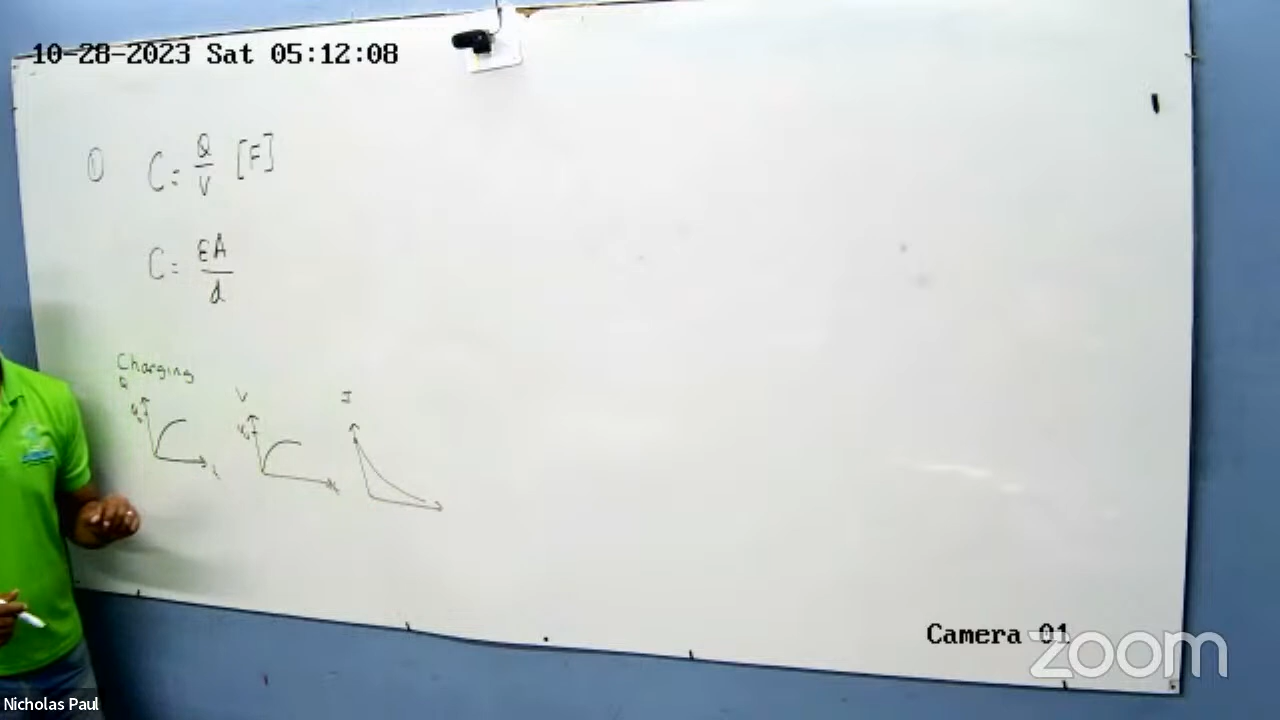 10-28-2023 Sat 05:12:08
① C = Q/V [F]
C = εA/d
Charging
Q V I
Camera 01
zoom
Nicholas Paul